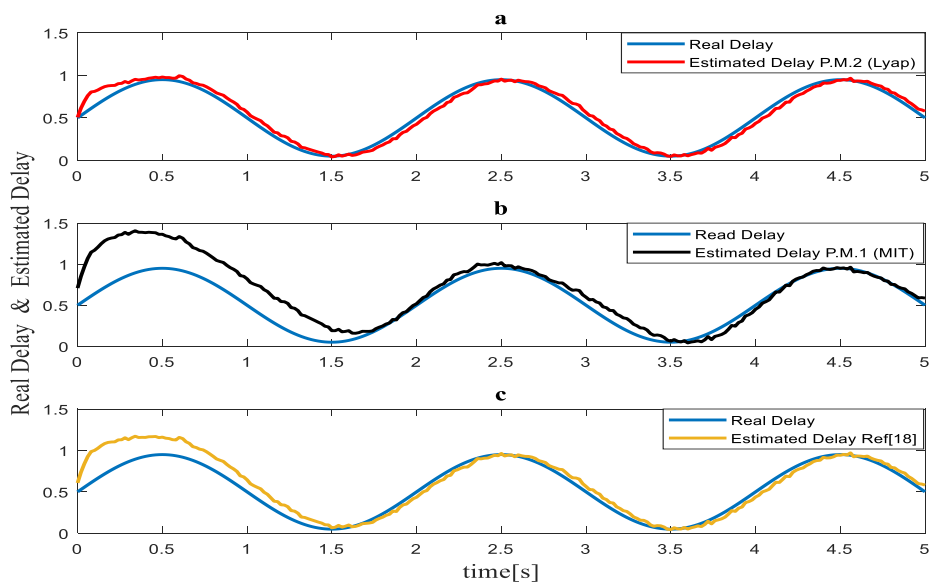 a
1.5
1
0.5
0
Real Delay
Estimated Delay P.M.2 (Lyap)
0 0.5 1 1.5 2 2.5 3 3.5 4 4.5 5
Real Delay & Estimated Delay
b
1.5
1
0.5
0
Read Delay
Estimated Delay P.M.1 (MIT)
0 0.5 1 1.5 2 2.5 3 3.5 4 4.5 5
c
1.5
1
0.5
0
Real Delay
Estimated Delay Ref[18]
0 0.5 1 1.5 2 2.5 3 3.5 4 4.5 5
time[s]